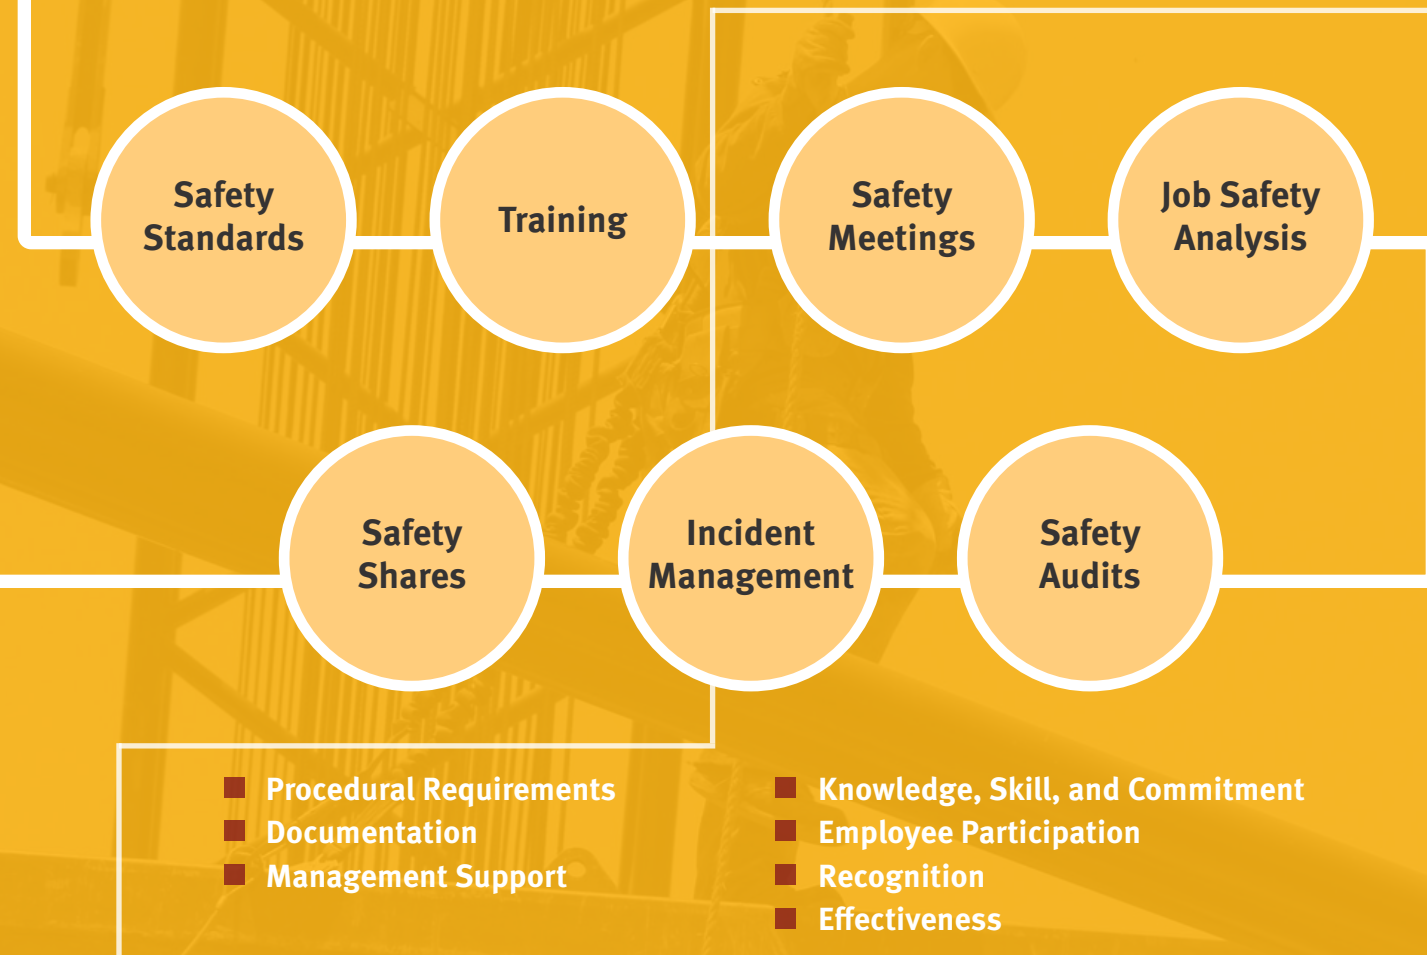 Safety
Standards
Training
Safety
Meetings
Job Safety
Analysis
Safety
Shares
Incident
Management
Safety
Audits
Procedural Requirements
Documentation
Management Support
Knowledge, Skill, and Commitment
Employee Participation
Recognition
Effectiveness